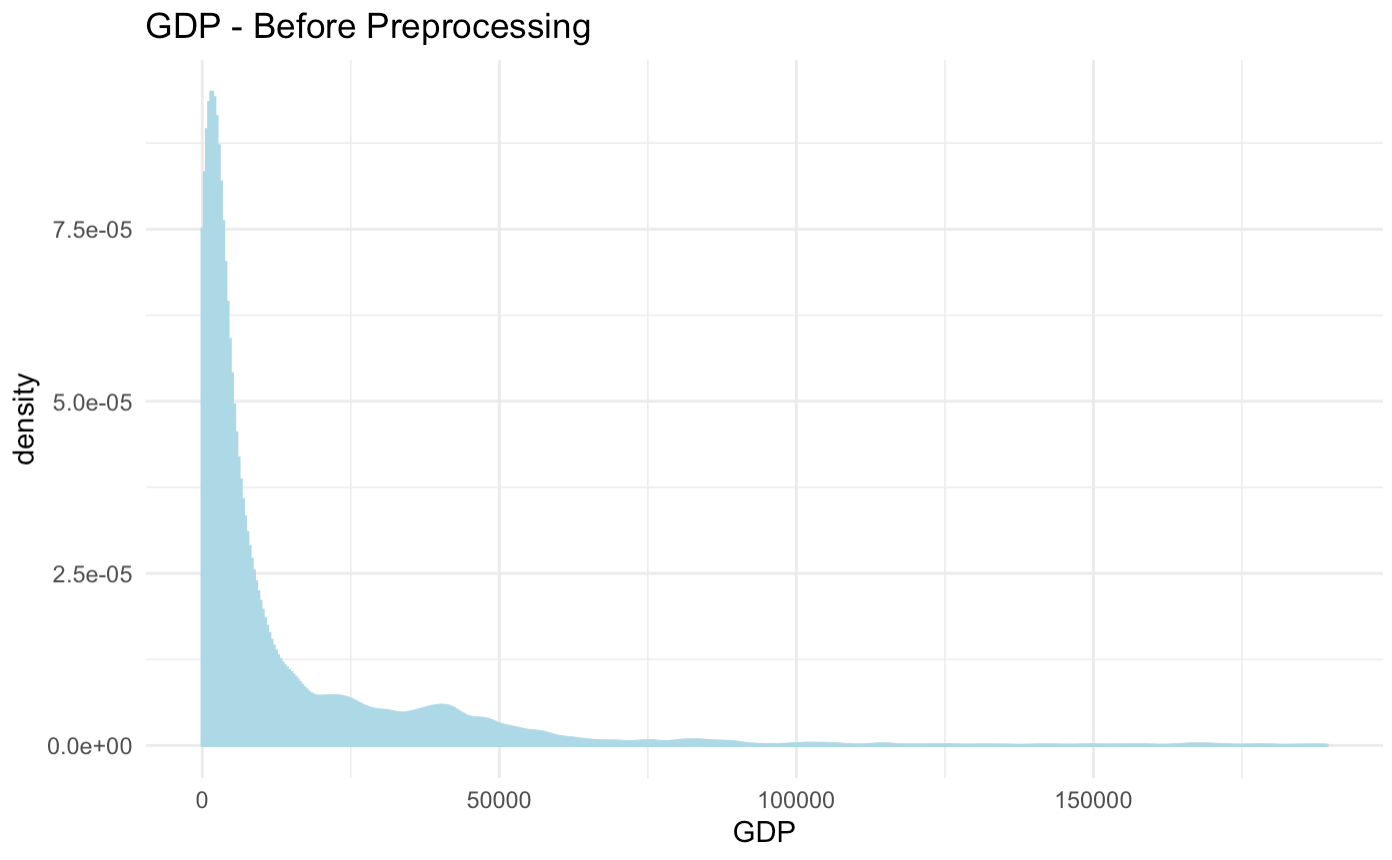 GDP - Before Preprocessing
density
7.5e-05
5.0e-05
2.5e-05
0.0e+00
0 50000 100000 150000
GDP